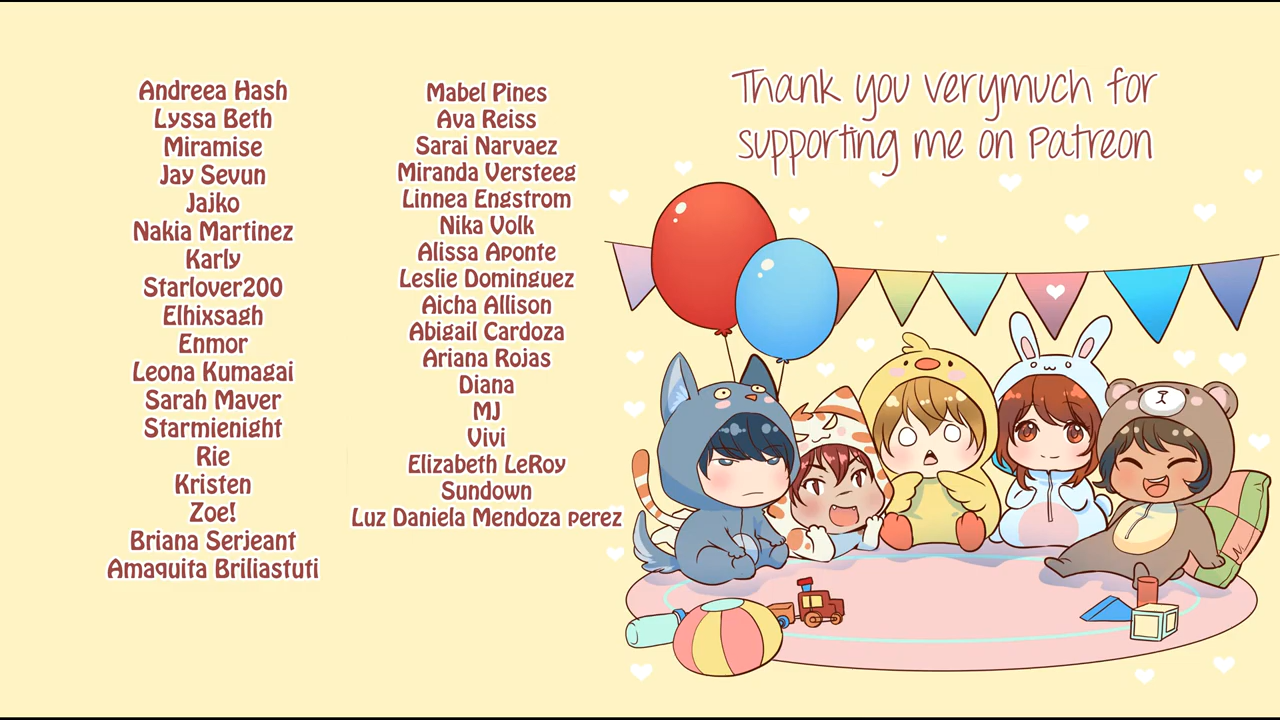 Andreea Hash
Lyssa Beth
Miramise
Jay Sevun
Jajko
Nakia Martinez
Karly
Starlover200
Elhixsagh
Enmor
Leona Kumagai
Sarah Maver
Starmienight
Rie
Kristen
Zoe!
Briana Serjeant
Amaquita Briliastuti
Mabel Pines
Ava Reiss
Sarai Narvaez
Miranda Versteeg
Linnea Engstrom
Nika Volk
Alissa Aponte
Leslie Dominguez
Aicha Allison
Abigail Cardoza
Ariana Rojas
Diana
MJ
Vivi
Elizabeth LeRoy
Sundown
Luz Daniela Mendoza perez
Thank you verymuch for
supporting me on Patreon